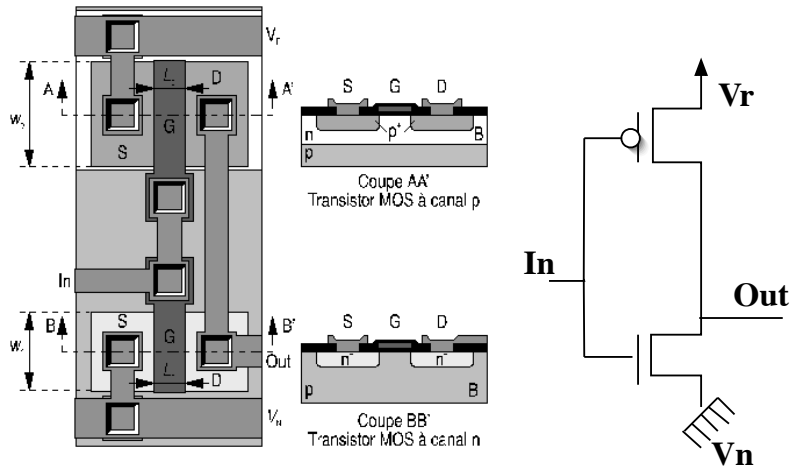 Vr
A
L
D
A'
w
G
S
In
B
S
B'
w
G
L
D
Out
VN
S G D
n p+ B
p
Coupe AA'
Transistor MOS à canal p
S G D
n- n-
p B
Coupe BB'
Transistor MOS à canal n
Vr
In
Out
Vn